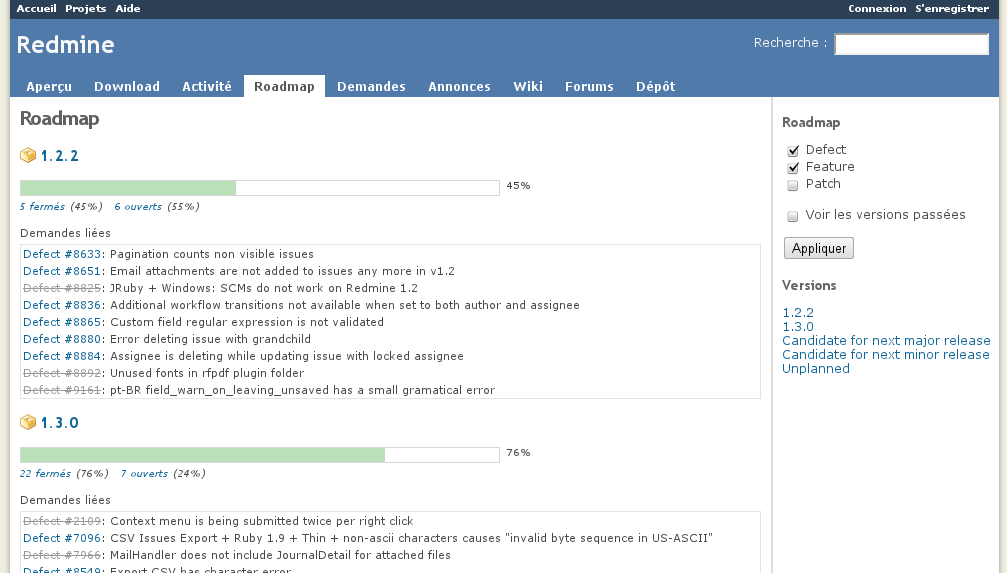 Accueil Projets Aide
Connexion S'enregistrer
Redmine
Recherche :
Aperçu Download Activité Roadmap Demandes Annonces Wiki Forums Dépôt
Roadmap
1.2.2
45%
5 fermés (45%) 6 ouverts (55%)
Demandes liées
Defect #8633: Pagination counts non visible issues
Defect #8651: Email attachments are not added to issues any more in v1.2
Defect #8825: JRuby + Windows: SCMs do not work on Redmine 1.2
Defect #8836: Additional workflow transitions not available when set to both author and assignee
Defect #8865: Custom field regular expression is not validated
Defect #8880: Error deleting issue with grandchild
Defect #8884: Assignee is deleting while updating issue with locked assignee
Defect #8892: Unused fonts in rfpdf plugin folder
Defect #9161: pt-BR field_warn_on_leaving_unsaved has a small gramatical error
1.3.0
76%
22 fermés (76%) 7 ouverts (24%)
Demandes liées
Defect #2109: Context menu is being submitted twice per right click
Defect #7096: CSV Issues Export + Ruby 1.9 + Thin + non-ascii characters causes "invalid byte sequence in US-ASCII"
Defect #7966: MailHandler does not include JournalDetail for attached files
Defect #8549: Export CSV has character error
Roadmap
Defect
Feature
Patch
Voir les versions passées
Appliquer
Versions
1.2.2
1.3.0
Candidate for next major release
Candidate for next minor release
Unplanned